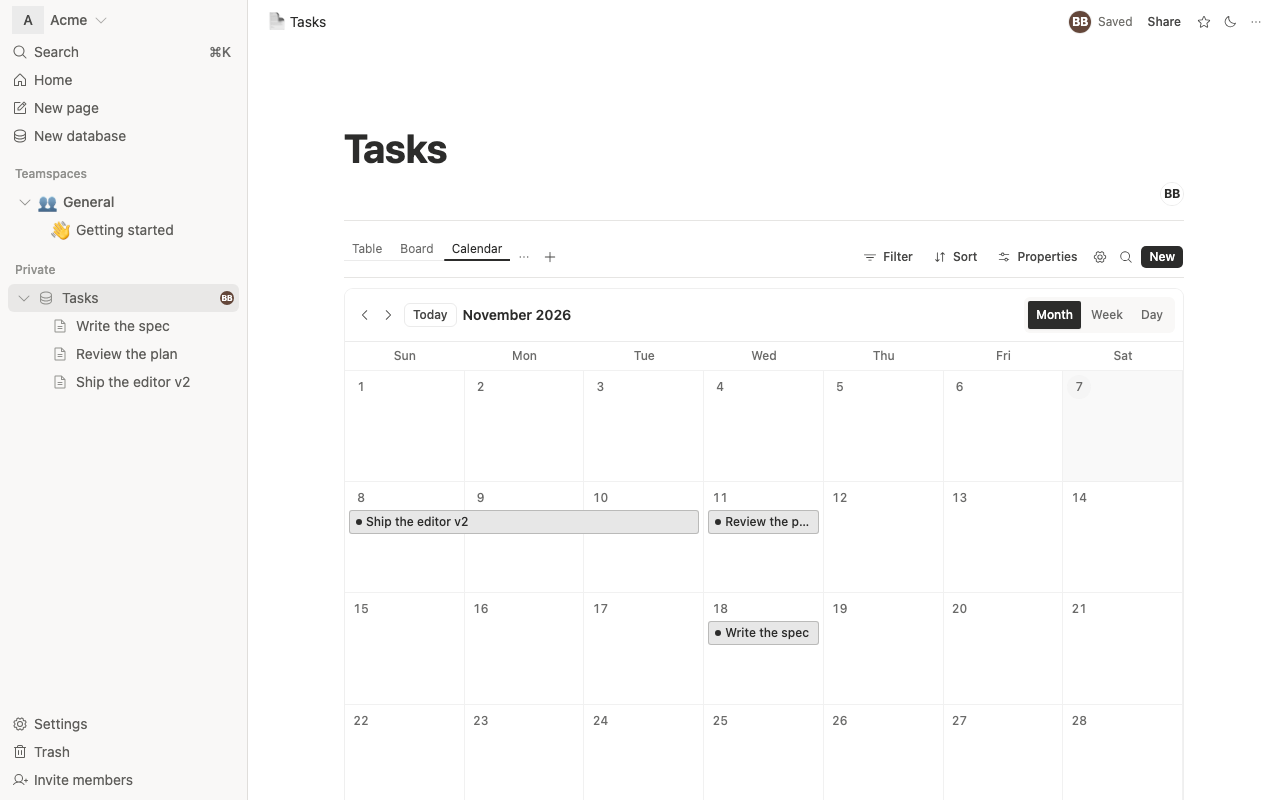 A Acme
Search ⌘K
Home
New page
New database
Teamspaces
General
Getting started
Private
Tasks BB
Write the spec
Review the plan
Ship the editor v2
Settings
Trash
Invite members
Tasks
BB Saved Share
Tasks
BB
Table Board Calendar
Filter Sort Properties New
Today November 2026
Month Week Day
Sun Mon Tue Wed Thu Fri Sat
1 2 3 4 5 6 7
8 9 10 11 12 13 14
Ship the editor v2 Review the p...
15 16 17 18 19 20 21
Write the spec
22 23 24 25 26 27 28